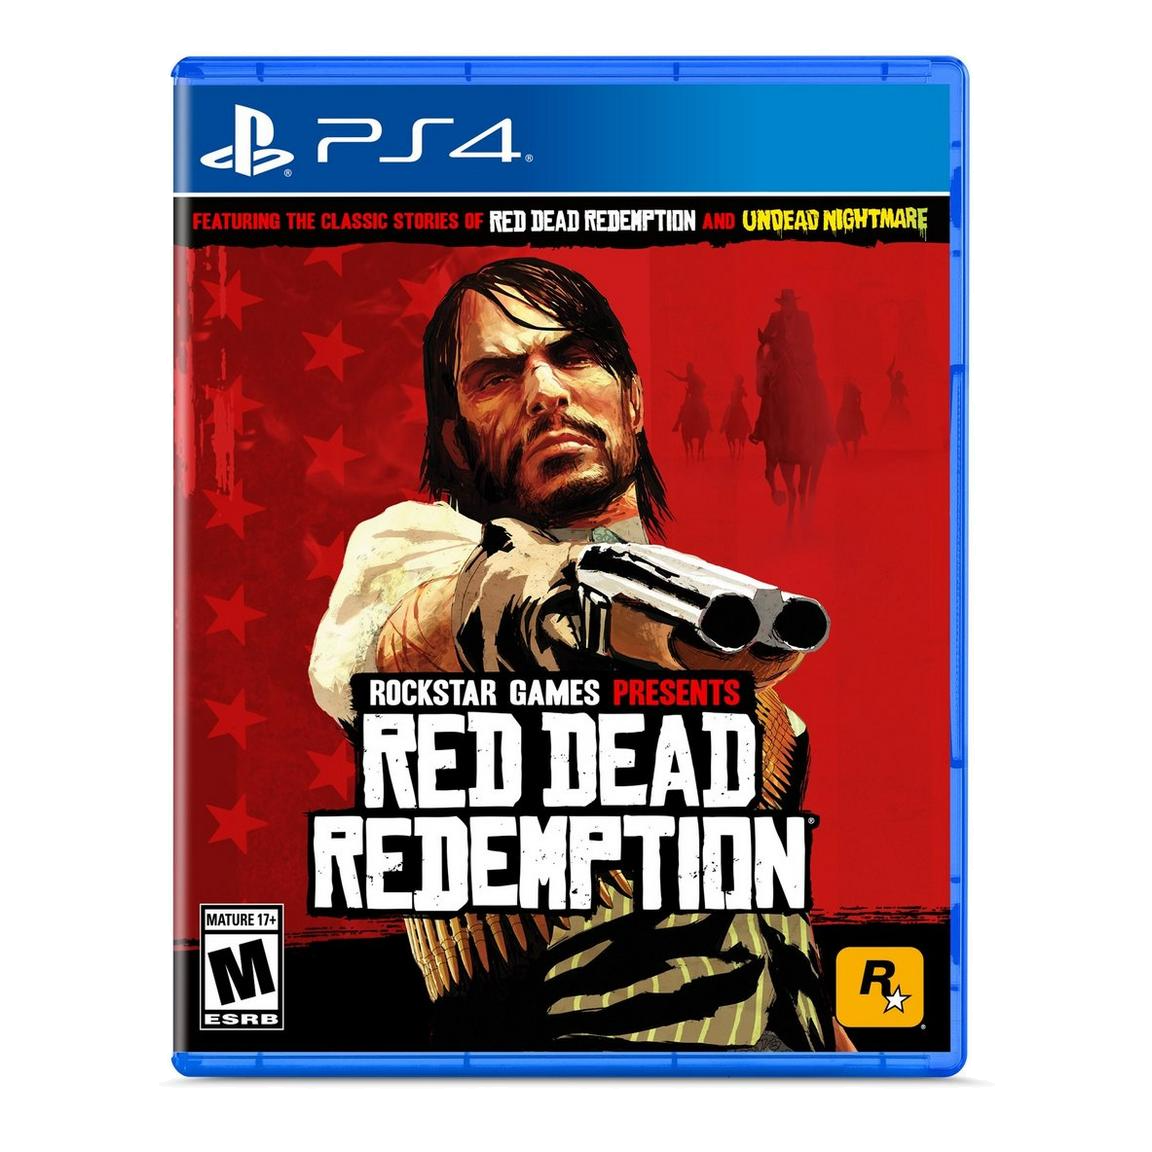 PS4
FEATURING THE CLASSIC STORIES OF RED DEAD REDEMPTION AND UNDEAD NIGHTMARE
ROCKSTAR GAMES PRESENTS
RED DEAD
REDEMPTION®
MATURE 17+
M
ESRB
R